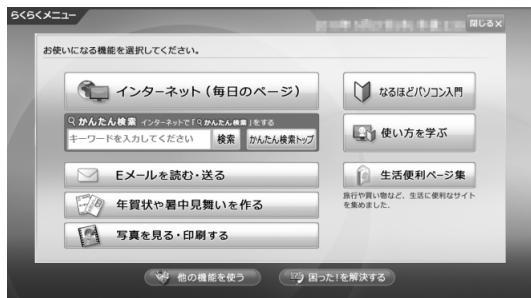 らくらくメニュー
閉じる×
お使いになる機能を選択してください。
インターネット(毎日のページ)
かんたん検索 インターネットで「かんたん検索」をする
キーワードを入力してください 検索 かんたん検索トップ
Eメールを読む・送る
年賀状や暑中見舞いを作る
写真を見る・印刷する
なるほどパソコン入門
使い方を学ぶ
生活便利ページ集
旅行や買い物など、生活に便利なサイト
を集めました。
他の機能を使う 困った!を解決する